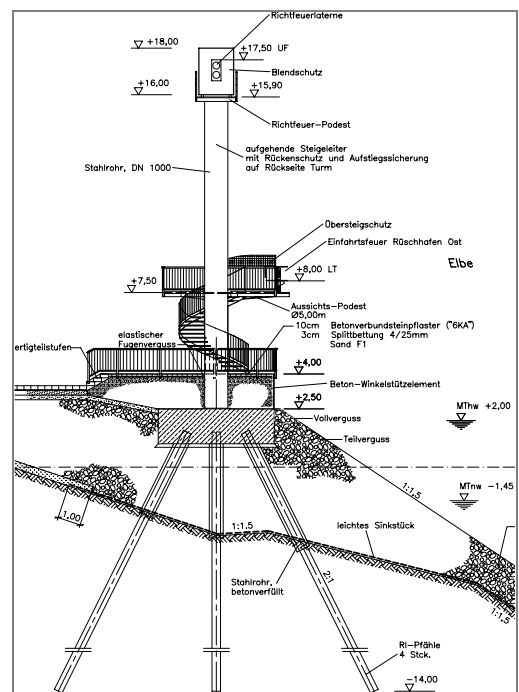 Richtfeuerlaterne
+18,00
+17,50 UF
Blendschutz
+16,00
+15,90
Richtfeuer-Podest
aufgehende Steigeleiter
mit Rückenschutz und Aufstiegssicherung
auf Rückseite Turm
Stahlrohr, DN 1000
Übersteigschutz
Einfahrtsfeuer Rüschhafen Ost
Elbe
+8,00 LT
+7,50
Aussichts-Podest
Ø5,00m
10cm Betonverbundsteinpflaster ("6KA")
3cm Splittbettung 4/25mm
Sand F1
elastischer
Fugenverguss
ertigteilstufen
+4,00
Beton-Winkelstützelement
+2,50
MThw +2,00
Vollverguss
Teilverguss
MTnw -1,45
1:1.5
1.00
1:1.5
leichtes Sinkstück
2:1
1:1.5
Stahlrohr,
betonverfüllt
RI-Pfähle
4 Stck.
-14,00